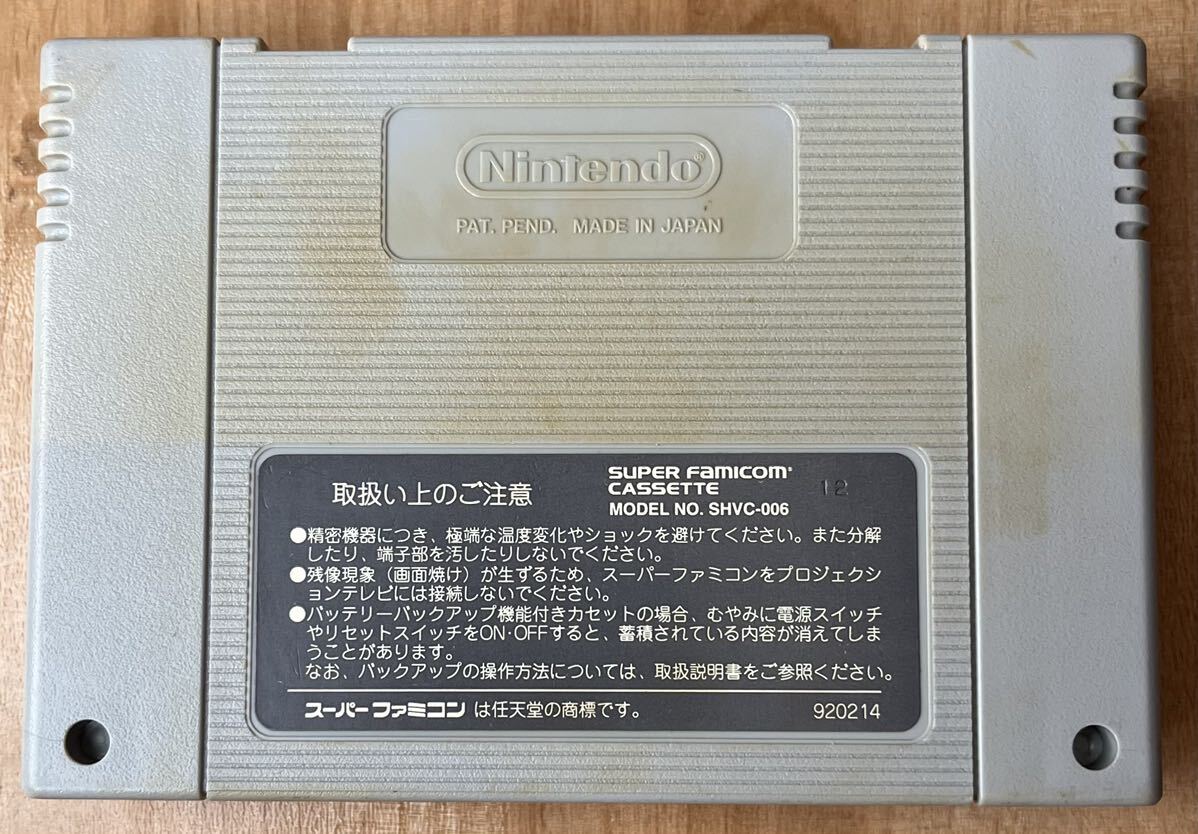 Nintendo®
PAT. PEND. MADE IN JAPAN
取扱い上のご注意
SUPER FAMICOM®
CASSETTE
MODEL NO. SHVC-006
12
●精密機器につき、極端な温度変化やショックを避けてください。また分解
したり、端子部を汚したりしないでください。
●残像現象（画面焼け）が生ずるため、スーパーファミコンをプロジェクシ
ョンテレビには接続しないでください。
●バッテリーバックアップ機能付きカセットの場合、むやみに電源スイッチ
やリセットスイッチをON·OFFすると、蓄積されている内容が消えてしま
うことがあります。
なお、バックアップの操作方法については、取扱説明書をご参照ください。
スーパーファミコン は任天堂の商標です。
920214